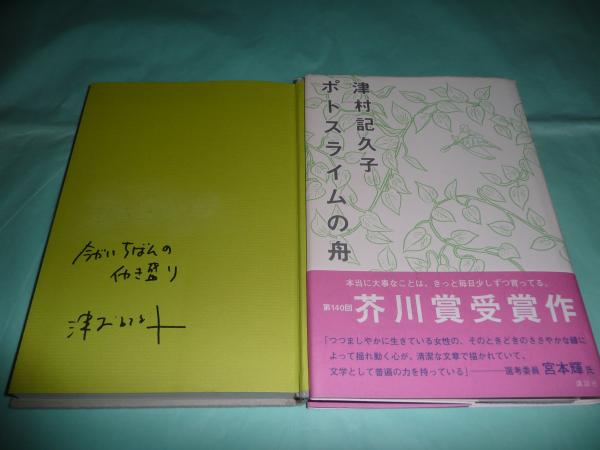 今がいちばんの
働き盛り
津村記久子
ポトスライムの舟
本当に大事なことは、きっと毎日少しずつ育ってる。
第140回 芥川賞受賞作
「つつましやかに生きている女性の、そのときどきのささやかな縁に
よって揺れ動く心が、清潔な文章で描かれていて、
文学として普遍の力を持っている」――選考委員 宮本輝氏
講談社